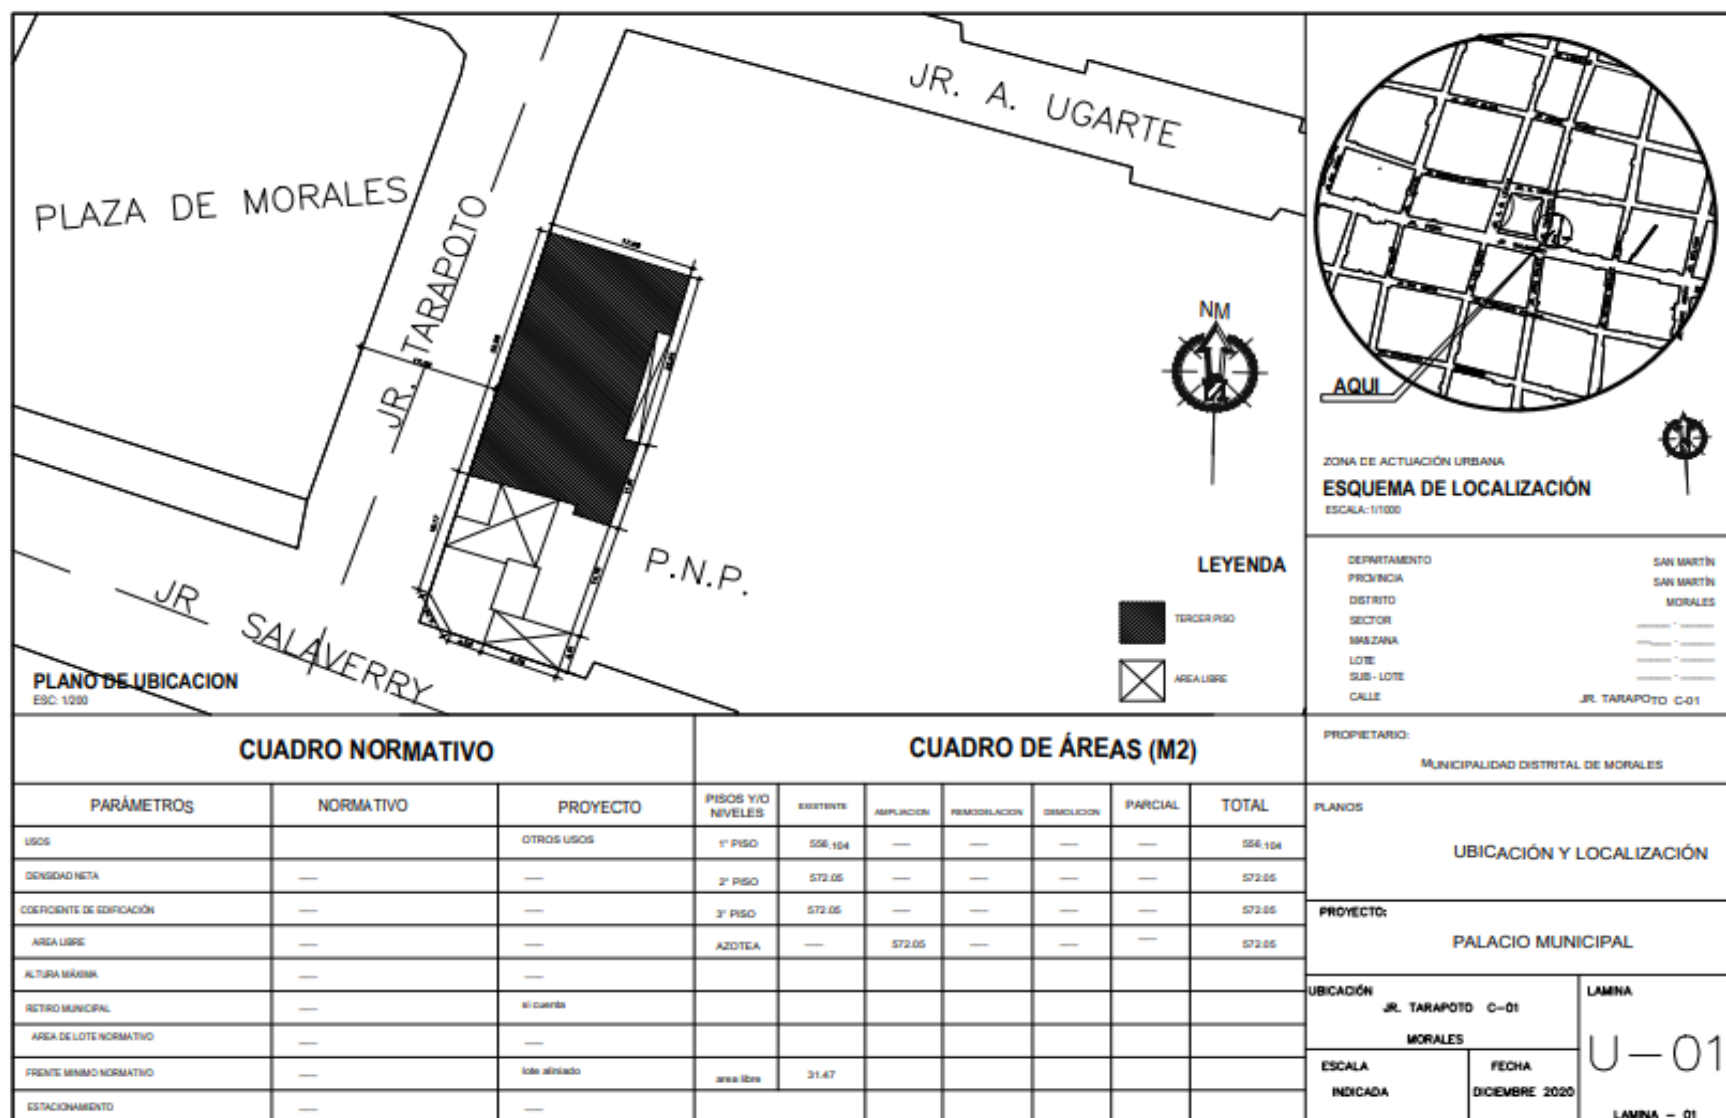 JR. A. UGARTE
PLAZA DE MORALES
JR. TARAPOTO
NM
P.N.P.
JR SALAVERRY
PLANO DE UBICACION
ESC: 1/200
LEYENDA
TERCER PISO
AREA LIBRE
AQUI
ZONA DE ACTUACIÓN URBANA
ESQUEMA DE LOCALIZACIÓN
ESCALA: 1/1000
DEPARTAMENTO SAN MARTÍN
PROVINCIA SAN MARTÍN
DISTRITO MORALES
SECTOR
MANZANA
LOTE
SUB - LOTE
CALLE JR. TARAPOTO C-01
PROPIETARIO:
MUNICIPALIDAD DISTRITAL DE MORALES
PLANOS
UBICACIÓN Y LOCALIZACIÓN
PROYECTO:
PALACIO MUNICIPAL
UBICACIÓN
JR. TARAPOTO C-01
MORALES
ESCALA
INDICADA
FECHA
DICIEMBRE 2020
LAMINA
U-01
LAMINA - 01
CUADRO NORMATIVO
PARÁMETROS NORMATIVO PROYECTO
USOS OTROS USOS
DENSIDAD NETA — —
COEFICIENTE DE EDIFICACIÓN — —
AREA LIBRE — —
ALTURA MÁXIMA — —
RETIRO MUNICIPAL — si cuenta
AREA DE LOTE NORMATIVO — —
FRENTE MINIMO NORMATIVO — lote aliniado
ESTACIONAMIENTO — —
CUADRO DE ÁREAS (M2)
PISOS Y/O NIVELES EXISTENTE AMPLIACION REMODELACION DEMOLICION PARCIAL TOTAL
1° PISO 556.104 — — — — 556.104
2° PISO 572.05 — — — — 572.05
3° PISO 572.05 — — — — 572.05
AZOTEA — 572.05 — — — 572.05
area libre 31.47